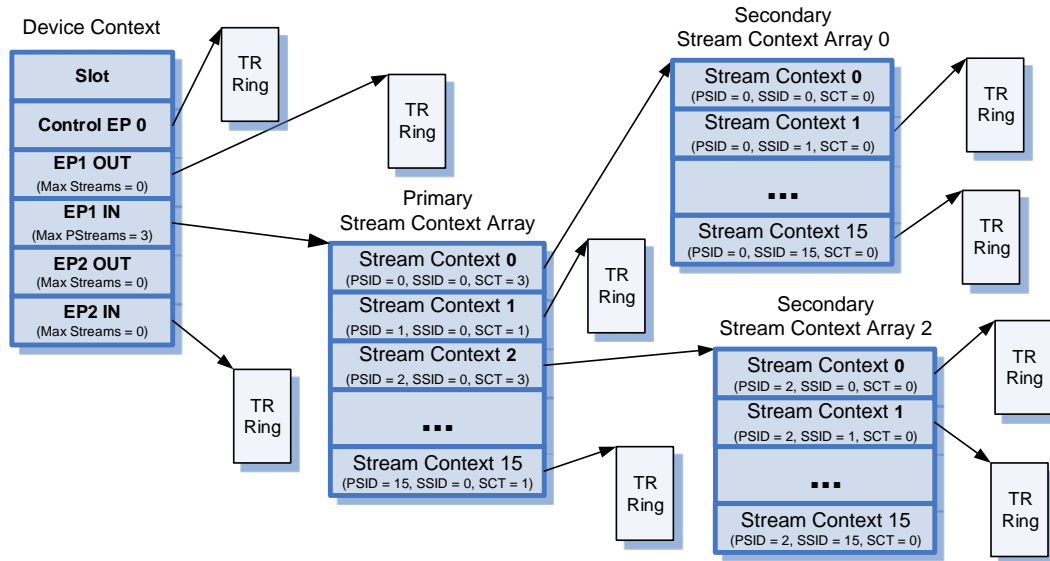 Device Context
Slot
Control EP 0
EP1 OUT
(Max Streams = 0)
EP1 IN
(Max PStreams = 3)
EP2 OUT
(Max Streams = 0)
EP2 IN
(Max Streams = 0)
TR
Ring
TR
Ring
TR
Ring
Primary
Stream Context Array
Stream Context 0
(PSID = 0, SSID = 0, SCT = 3)
Stream Context 1
(PSID = 1, SSID = 0, SCT = 1)
Stream Context 2
(PSID = 2, SSID = 0, SCT = 3)
...
Stream Context 15
(PSID = 15, SSID = 0, SCT = 1)
TR
Ring
TR
Ring
Secondary
Stream Context Array 0
Stream Context 0
(PSID = 0, SSID = 0, SCT = 0)
Stream Context 1
(PSID = 0, SSID = 1, SCT = 0)
...
Stream Context 15
(PSID = 0, SSID = 15, SCT = 0)
TR
Ring
TR
Ring
Secondary
Stream Context Array 2
Stream Context 0
(PSID = 2, SSID = 0, SCT = 0)
Stream Context 1
(PSID = 2, SSID = 1, SCT = 0)
...
Stream Context 15
(PSID = 2, SSID = 15, SCT = 0)
TR
Ring
TR
Ring